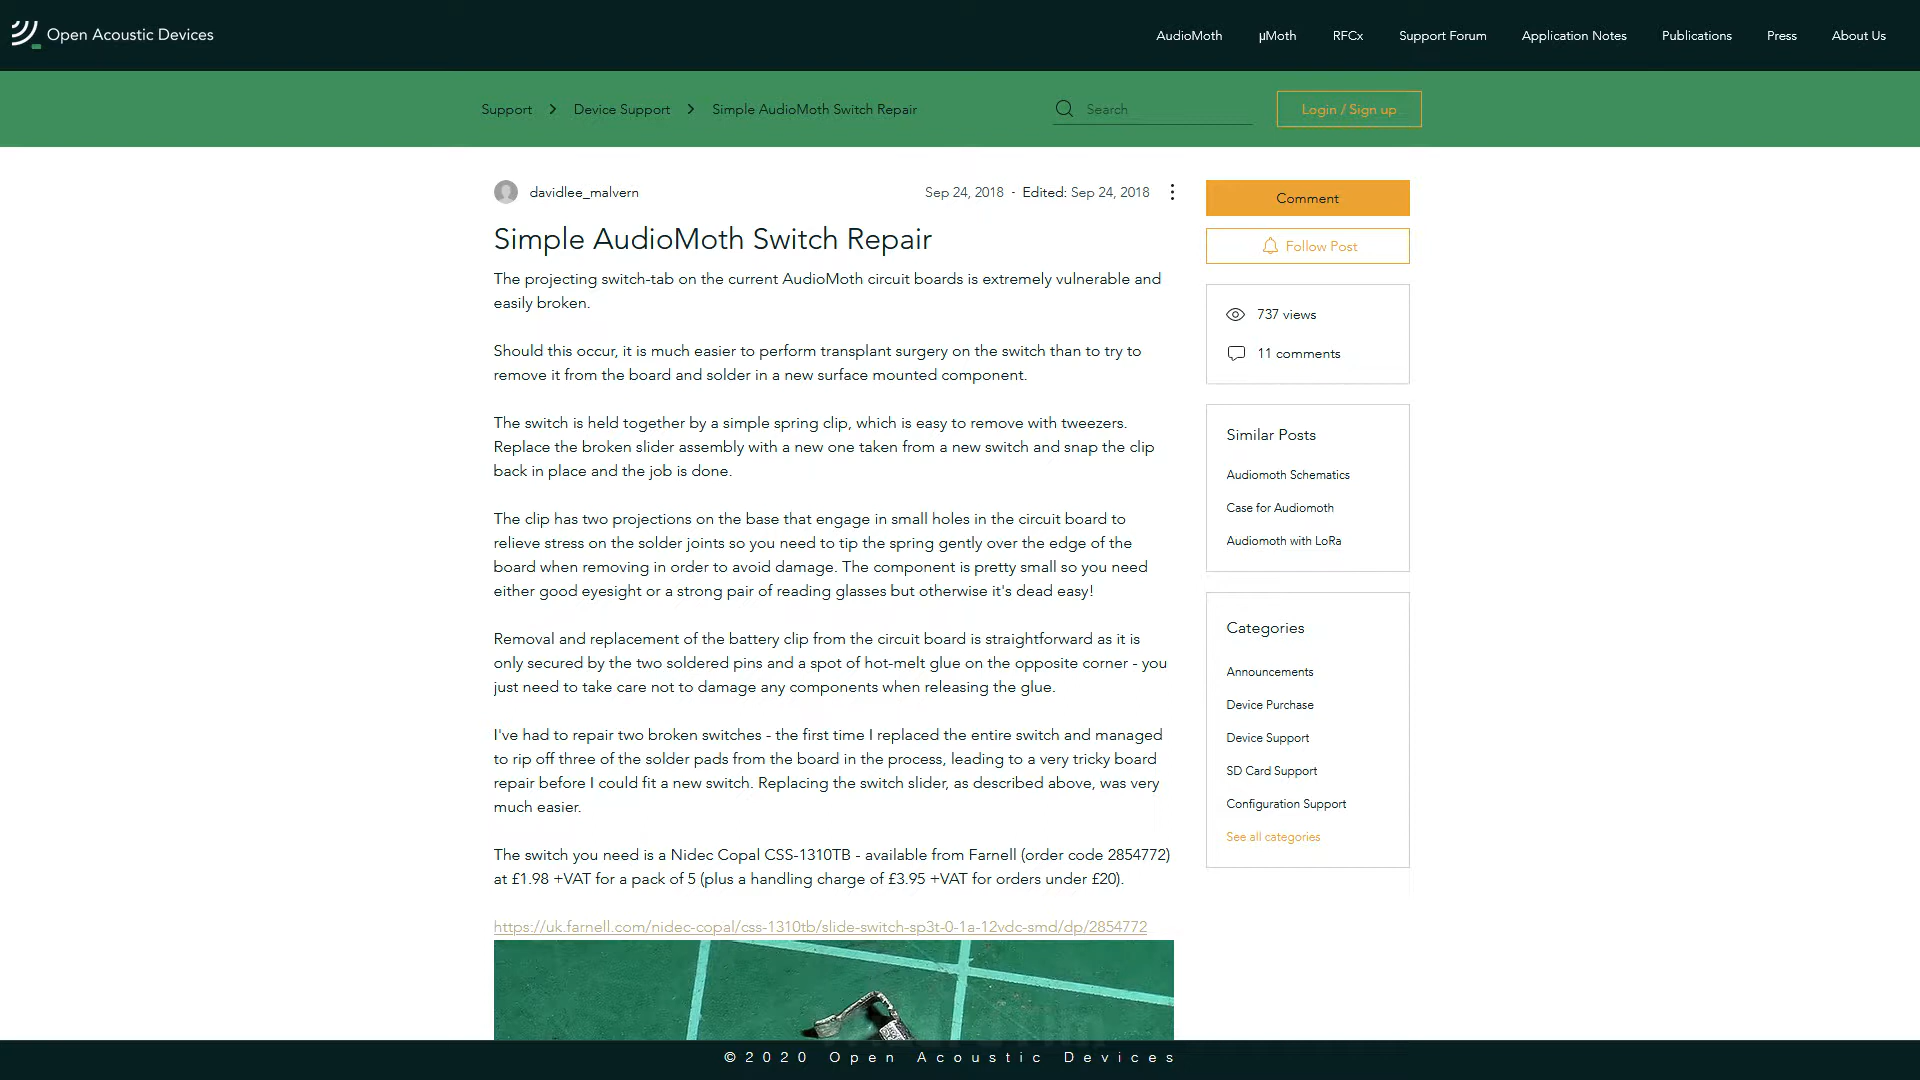 Open Acoustic Devices
AudioMoth
μMoth
RFCx
Support Forum
Application Notes
Publications
Press
About Us
Support
Device Support
Simple AudioMoth Switch Repair
Search
Login / Sign up
davidlee_malvern
Sep 24, 2018 · Edited: Sep 24, 2018
Simple AudioMoth Switch Repair
The projecting switch-tab on the current AudioMoth circuit boards is extremely vulnerable and
easily broken.
Should this occur, it is much easier to perform transplant surgery on the switch than to try to
remove it from the board and solder in a new surface mounted component.
The switch is held together by a simple spring clip, which is easy to remove with tweezers.
Replace the broken slider assembly with a new one taken from a new switch and snap the clip
back in place and the job is done.
The clip has two projections on the base that engage in small holes in the circuit board to
relieve stress on the solder joints so you need to tip the spring gently over the edge of the
board when removing in order to avoid damage. The component is pretty small so you need
either good eyesight or a strong pair of reading glasses but otherwise it's dead easy!
Removal and replacement of the battery clip from the circuit board is straightforward as it is
only secured by the two soldered pins and a spot of hot-melt glue on the opposite corner - you
just need to take care not to damage any components when releasing the glue.
I've had to repair two broken switches - the first time I replaced the entire switch and managed
to rip off three of the solder pads from the board in the process, leading to a very tricky board
repair before I could fit a new switch. Replacing the switch slider, as described above, was very
much easier.
The switch you need is a Nidec Copal CSS-1310TB - available from Farnell (order code 2854772)
at £1.98 +VAT for a pack of 5 (plus a handling charge of £3.95 +VAT for orders under £20).
https://uk.farnell.com/nidec-copal/css-1310tb/slide-switch-sp3t-0-1a-12vdc-smd/dp/2854772
Comment
Follow Post
737 views
11 comments
Similar Posts
Audiomoth Schematics
Case for Audiomoth
Audiomoth with LoRa
Categories
Announcements
Device Purchase
Device Support
SD Card Support
Configuration Support
See all categories
©2020 Open Acoustic Devices